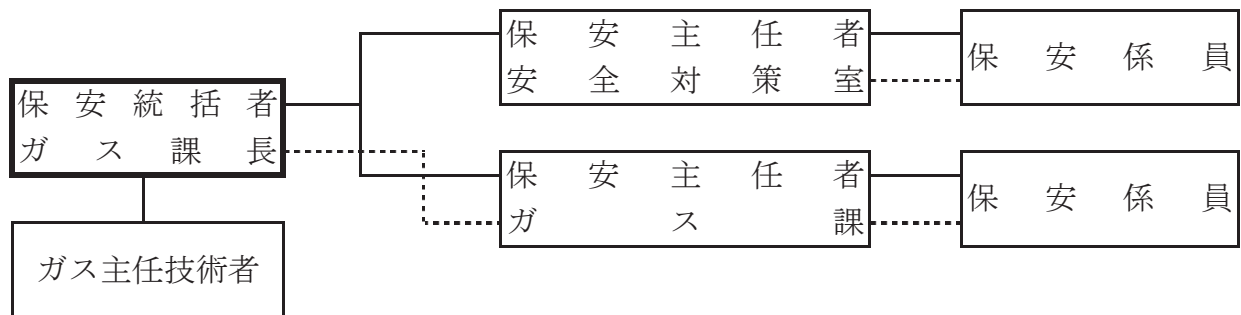 保安統括者
ガス課長
ガス主任技術者
保安主任者
安全対策室
保安係員
保安主任者
ガス課
保安係員